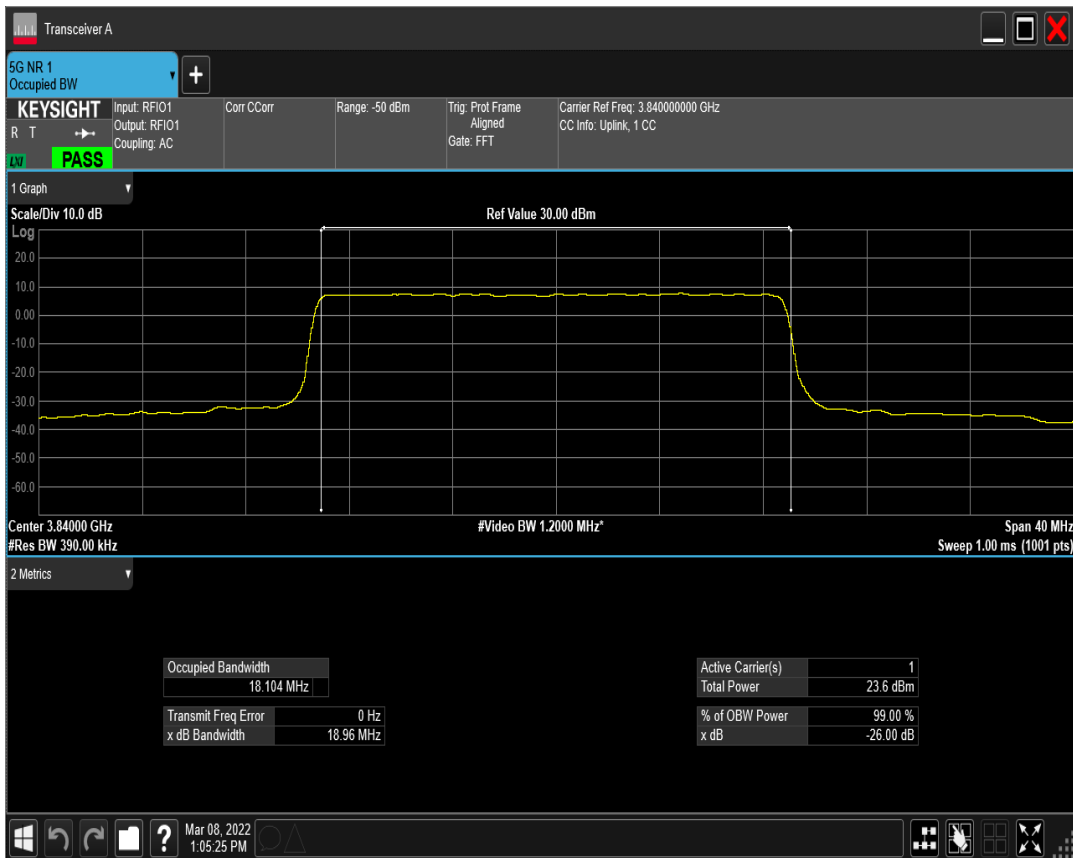 Transceiver A
5G NR 1
Occupied BW
+
KEYSIGHT
R T
LXI
PASS
Input: RFIO1
Output: RFIO1
Coupling: AC
Corr CCorr
Range: -50 dBm
Trig: Prot Frame
Aligned
Gate: FFT
Carrier Ref Freq: 3.840000000 GHz
CC Info: Uplink, 1 CC
1 Graph
Scale/Div 10.0 dB
Ref Value 30.00 dBm
Log
20.0
10.0
0.00
-10.0
-20.0
-30.0
-40.0
-50.0
-60.0
Center 3.84000 GHz
#Video BW 1.2000 MHz*
Span 40 MHz
#Res BW 390.00 kHz
Sweep 1.00 ms (1001 pts)
2 Metrics
Occupied Bandwidth
18.104 MHz
Transmit Freq Error 0 Hz
x dB Bandwidth 18.96 MHz
Active Carrier(s) 1
Total Power 23.6 dBm
% of OBW Power 99.00 %
x dB -26.00 dB
?
Mar 08, 2022
1:05:25 PM